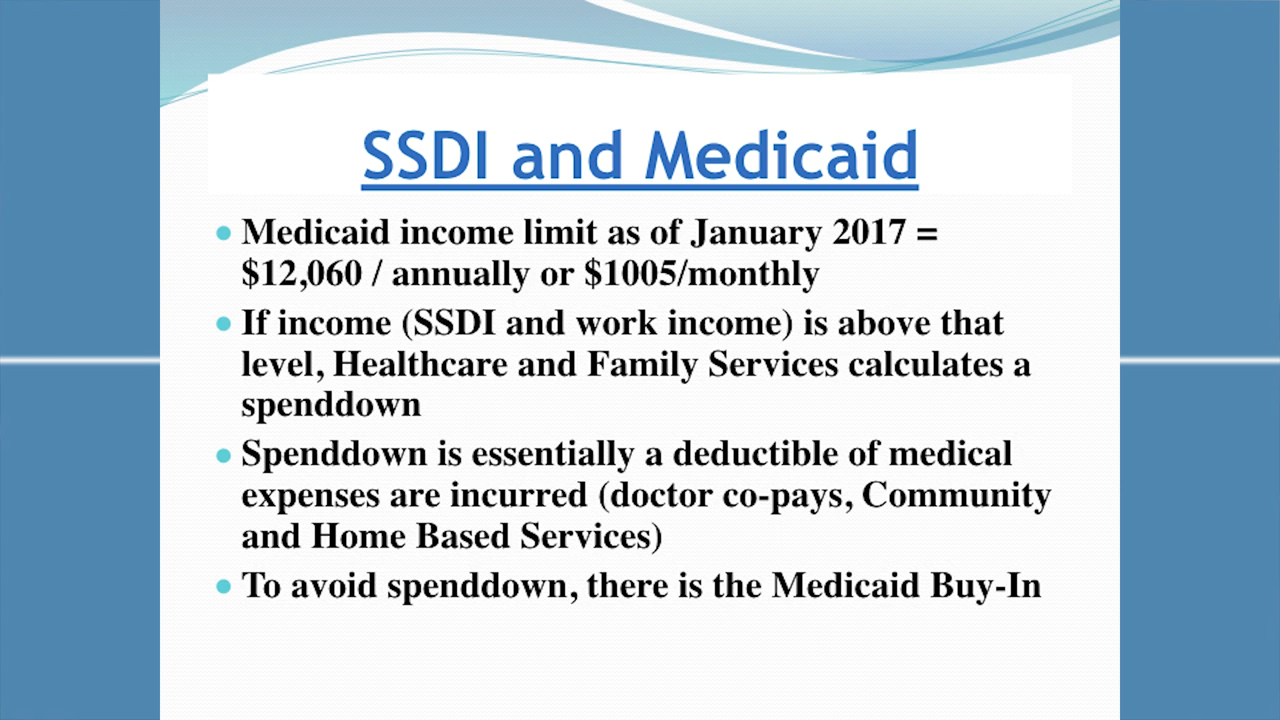 SSDI and Medicaid
• Medicaid income limit as of January 2017 =
$12,060 / annually or $1005/monthly
• If income (SSDI and work income) is above that
level, Healthcare and Family Services calculates a
spenddown
• Spenddown is essentially a deductible of medical
expenses are incurred (doctor co-pays, Community
and Home Based Services)
• To avoid spenddown, there is the Medicaid Buy-In